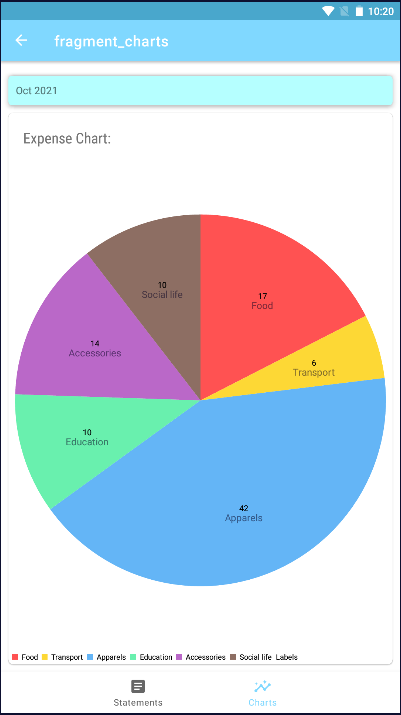 10:20
fragment_charts
Oct 2021
Expense Chart:
10
Social life
17
Food
14
Accessories
6
Transport
10
Education
42
Apparels
Food Transport Apparels Education Accessories Social life Labels
Statements Charts